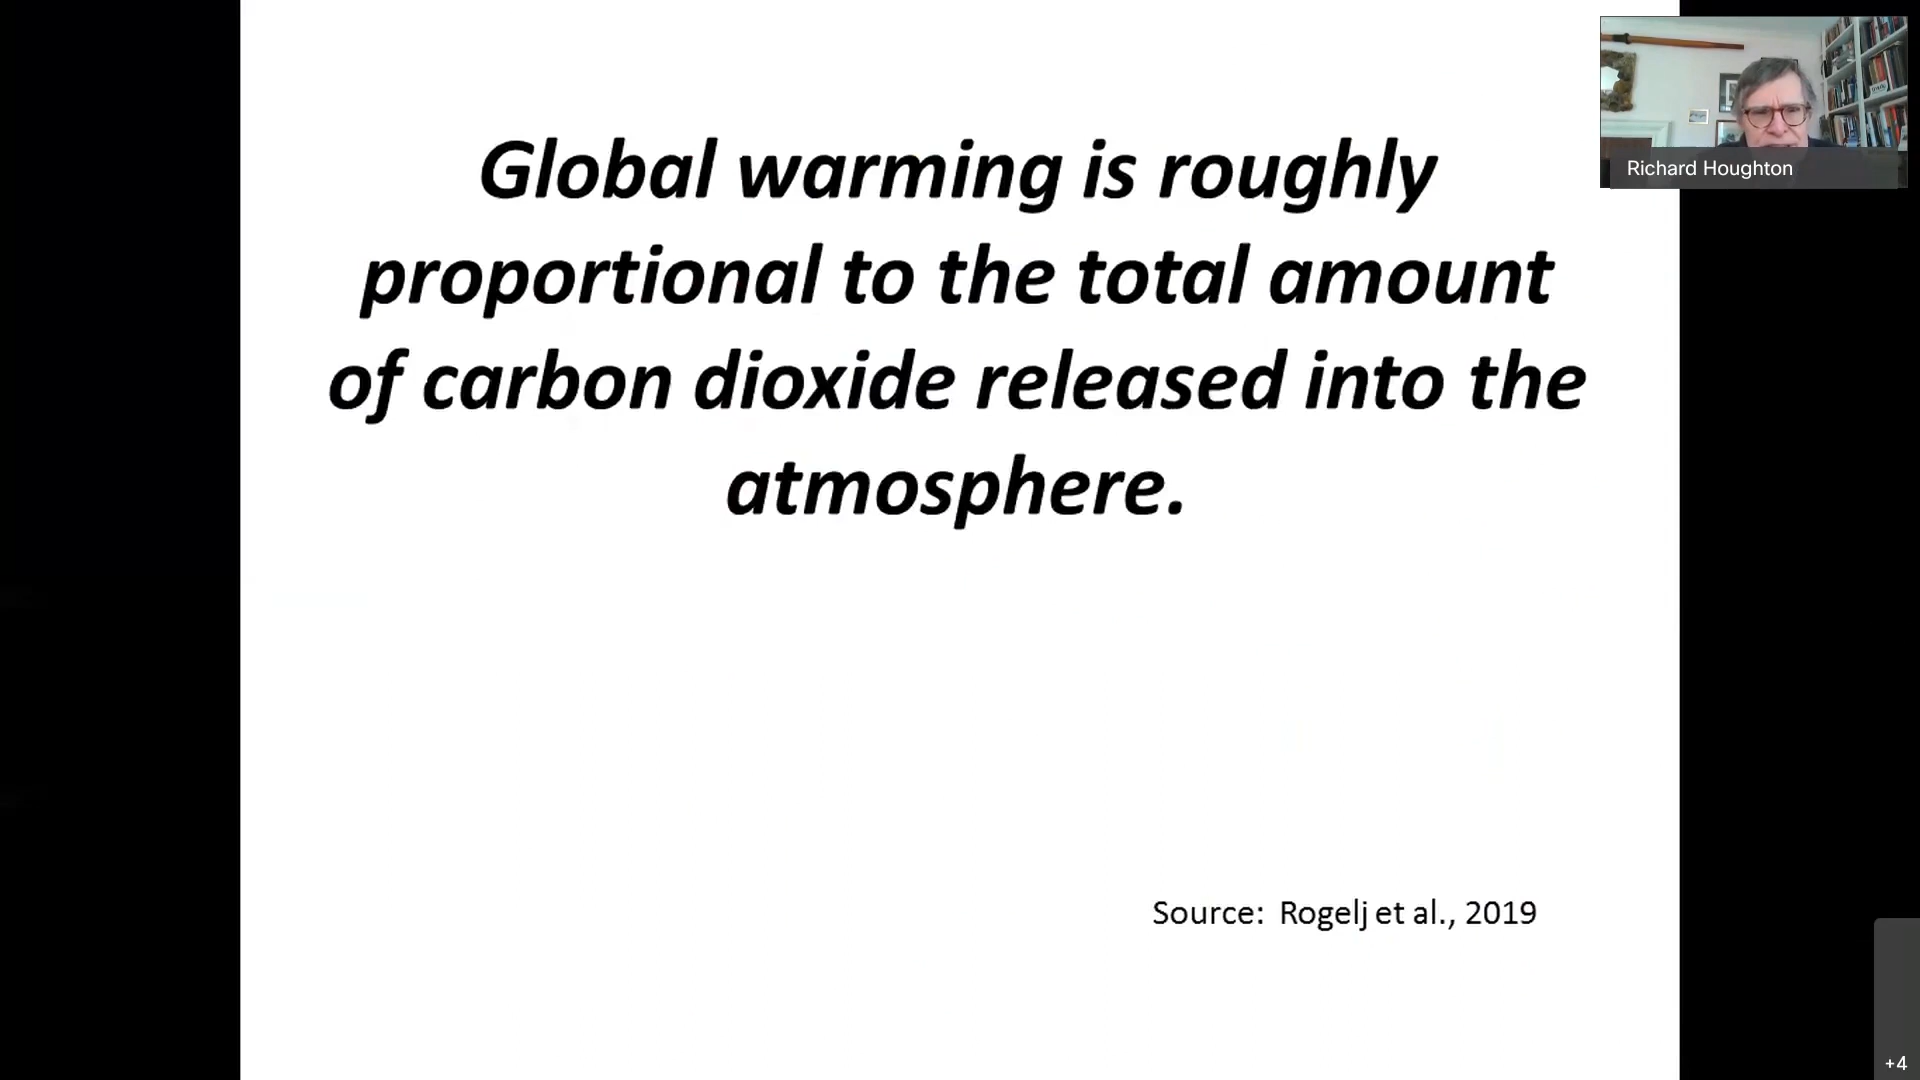 Global warming is roughly
proportional to the total amount
of carbon dioxide released into the
atmosphere.
Source: Rogelj et al., 2019
Richard Houghton
+4